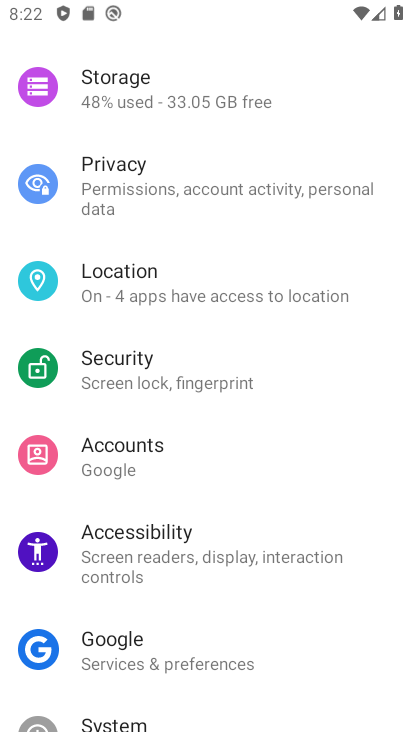 8:22
Storage
48% used - 33.05 GB free
Privacy
Permissions, account activity, personal
data
Location
On - 4 apps have access to location
Security
Screen lock, fingerprint
Accounts
Google
Accessibility
Screen readers, display, interaction
controls
Google
Services & preferences
System